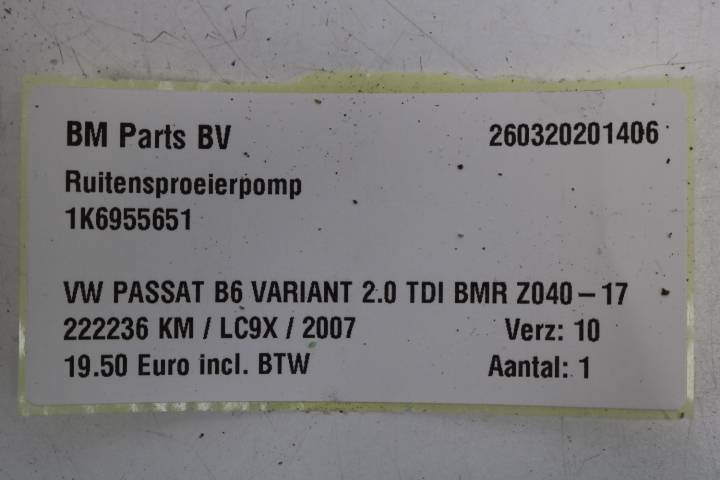 BM Parts BV 260320201406
Ruitensproeierpomp
1K6955651
VW PASSAT B6 VARIANT 2.0 TDI BMR Z040-17
222236 KM / LC9X / 2007 Verz: 10
19.50 Euro incl. BTW Aantal: 1